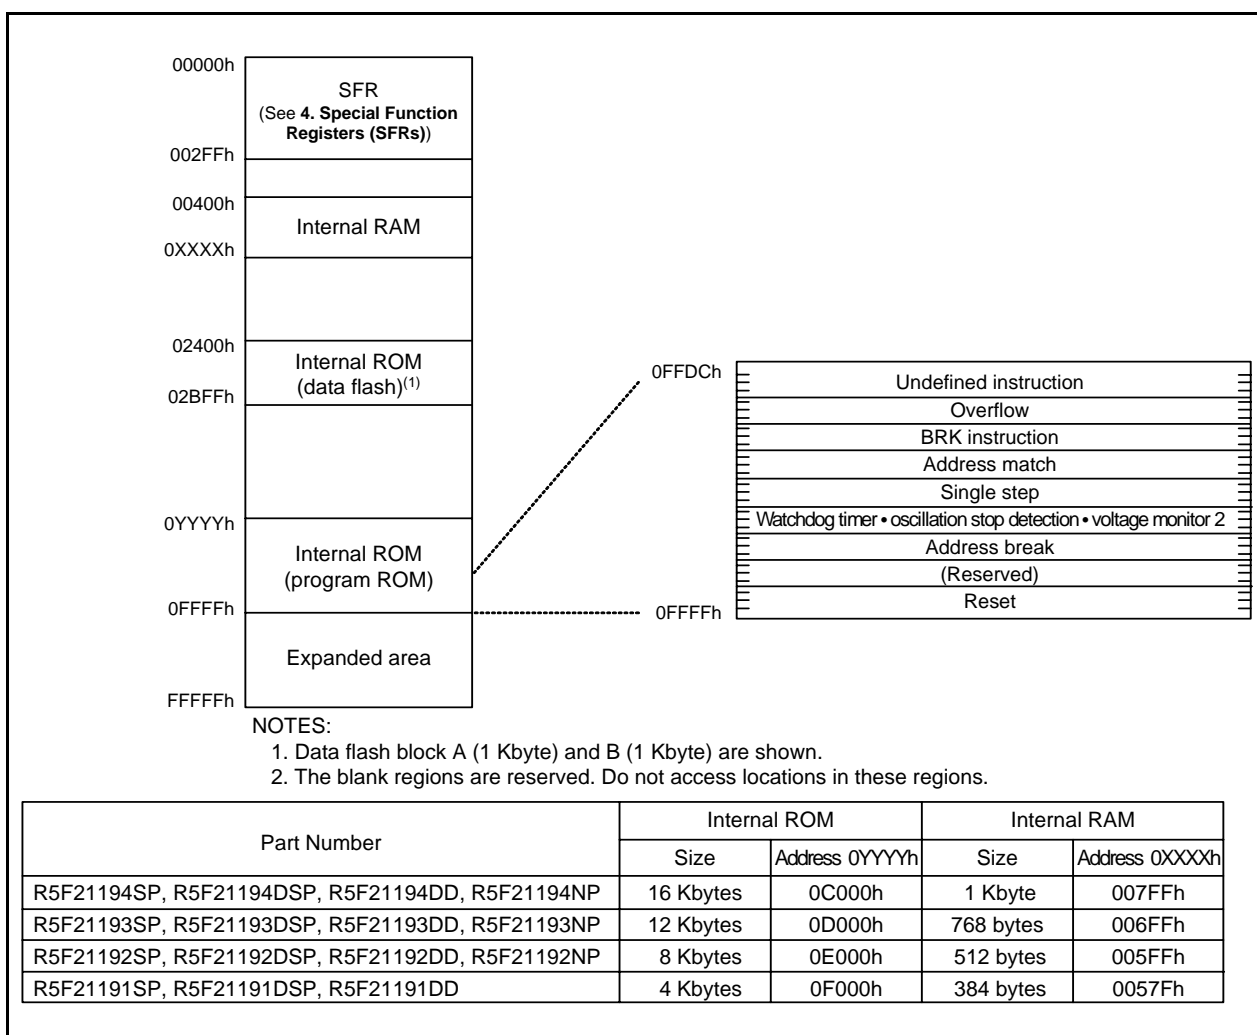 00000h
SFR
(See 4. Special Function
Registers (SFRs))
002FFh
00400h
Internal RAM
0XXXXh
02400h
Internal ROM
(data flash)(1)
02BFFh
0YYYYh
Internal ROM
(program ROM)
0FFFFh
Expanded area
FFFFFh
0FFDCh
Undefined instruction
Overflow
BRK instruction
Address match
Single step
Watchdog timer • oscillation stop detection • voltage monitor 2
Address break
(Reserved)
Reset
0FFFFh
NOTES:
1. Data flash block A (1 Kbyte) and B (1 Kbyte) are shown.
2. The blank regions are reserved. Do not access locations in these regions.
Part Number Internal ROM Internal RAM
Size Address 0YYYYh Size Address 0XXXXh
R5F21194SP, R5F21194DSP, R5F21194DD, R5F21194NP 16 Kbytes 0C000h 1 Kbyte 007FFh
R5F21193SP, R5F21193DSP, R5F21193DD, R5F21193NP 12 Kbytes 0D000h 768 bytes 006FFh
R5F21192SP, R5F21192DSP, R5F21192DD, R5F21192NP 8 Kbytes 0E000h 512 bytes 005FFh
R5F21191SP, R5F21191DSP, R5F21191DD 4 Kbytes 0F000h 384 bytes 0057Fh